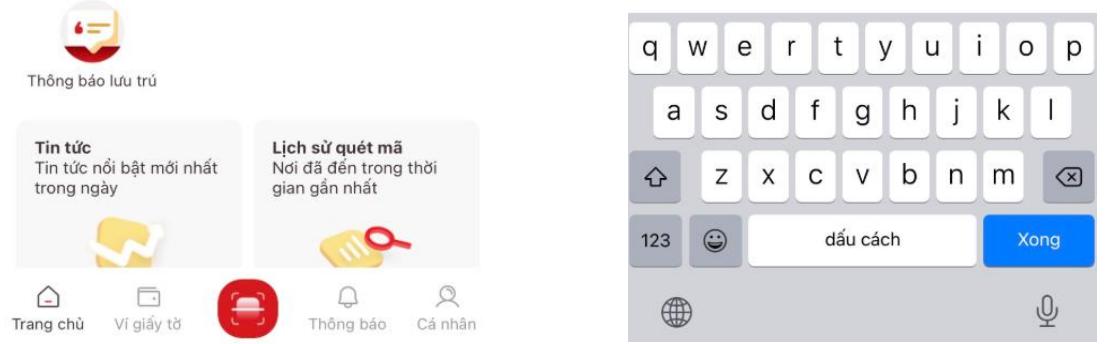 Thông báo lưu trú
Tin tức
Tin tức nổi bật mới nhất
trong ngày
Lịch sử quét mã
Nơi đã đến trong thời
gian gần nhất
Trang chủ
Ví giấy tờ
Thông báo
Cá nhân
q w e r t y u i o p
a s d f g h j k l
z x c v b n m
123
dấu cách
Xong